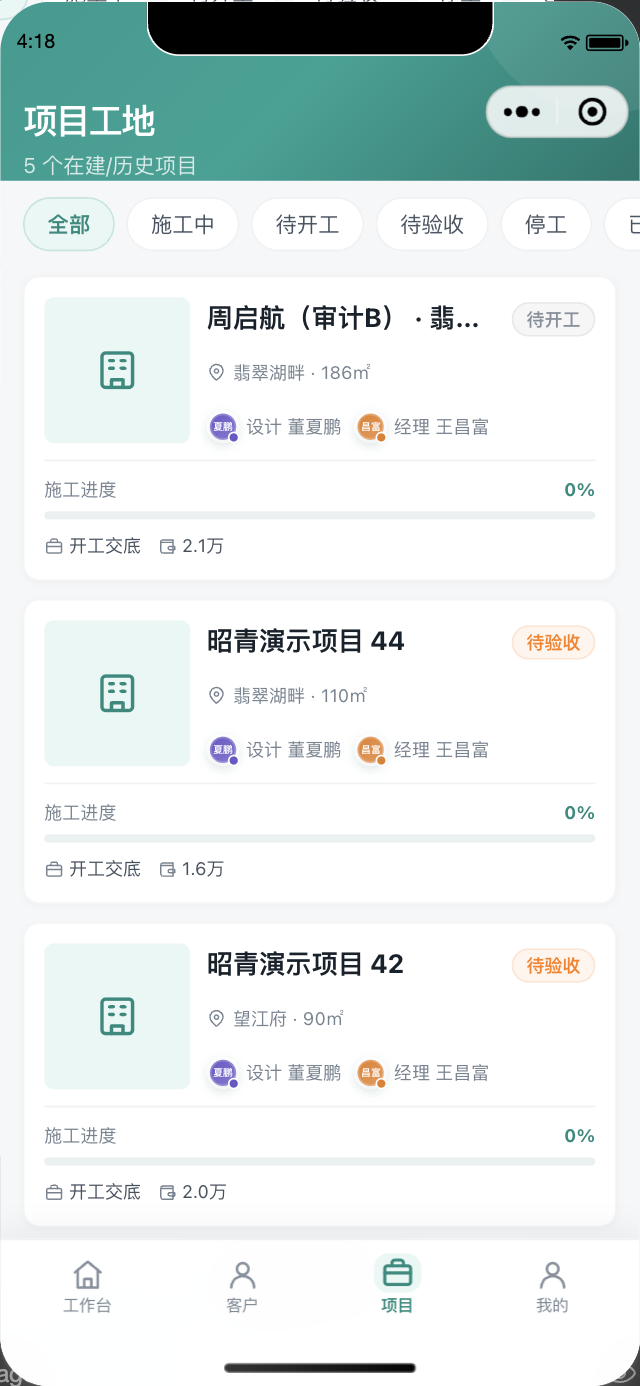 4:18
项目工地
5 个在建/历史项目
全部 施工中 待开工 待验收 停工
周启航（审计B） · 翡... 待开工
翡翠湖畔 · 186㎡
夏鹏 设计 董夏鹏 昌富 经理 王昌富
施工进度 0%
开工交底 2.1万
昭青演示项目 44 待验收
翡翠湖畔 · 110㎡
夏鹏 设计 董夏鹏 昌富 经理 王昌富
施工进度 0%
开工交底 1.6万
昭青演示项目 42 待验收
望江府 · 90㎡
夏鹏 设计 董夏鹏 昌富 经理 王昌富
施工进度 0%
开工交底 2.0万
工作台 客户 项目 我的